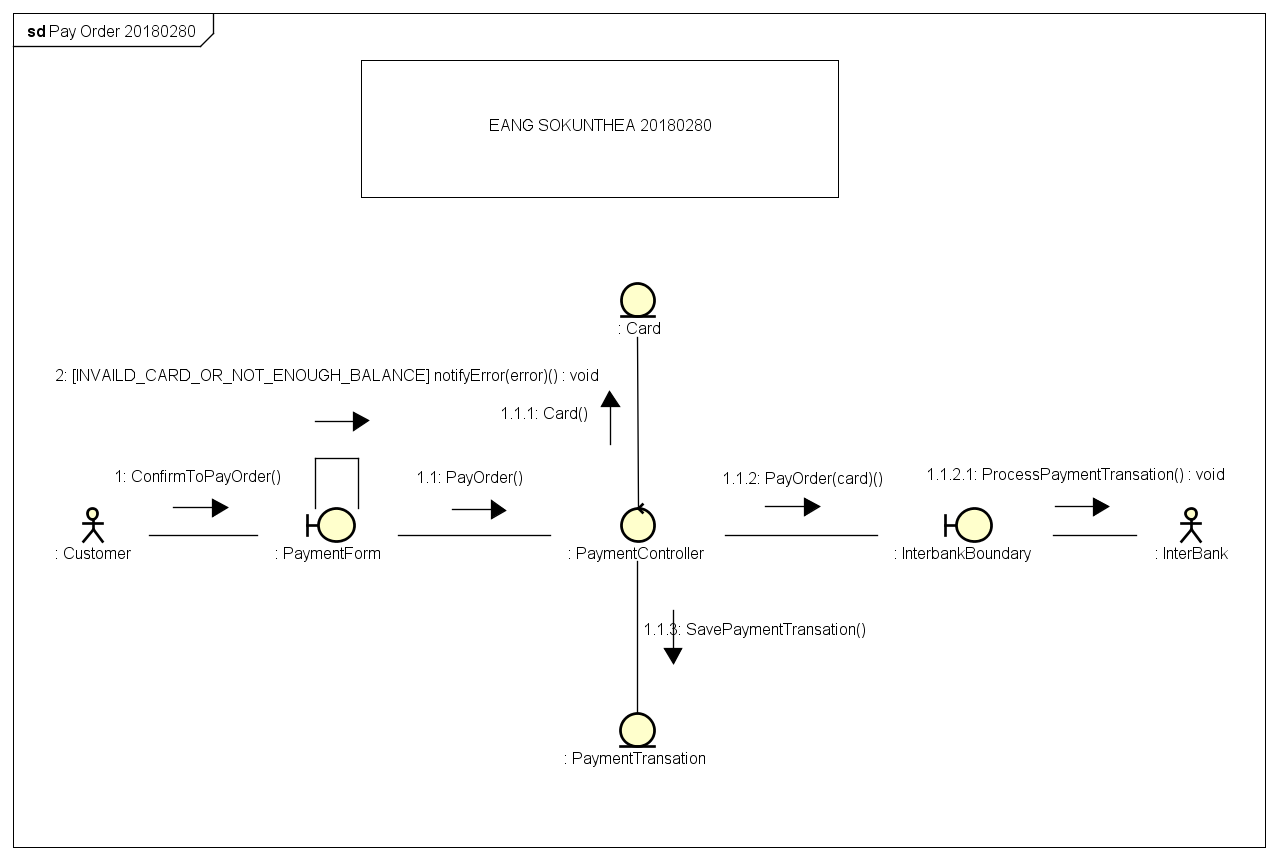 sd Pay Order 20180280
EANG SOKUNTHEA 20180280
: Card
2: [INVAILD_CARD_OR_NOT_ENOUGH_BALANCE] notifyError(error)() : void
1.1.1: Card()
1: ConfirmToPayOrder()
1.1: PayOrder()
1.1.2: PayOrder(card)()
1.1.2.1: ProcessPaymentTransation() : void
: Customer
: PaymentForm
: PaymentController
: InterbankBoundary
: InterBank
1.1.3: SavePaymentTransation()
: PaymentTransation